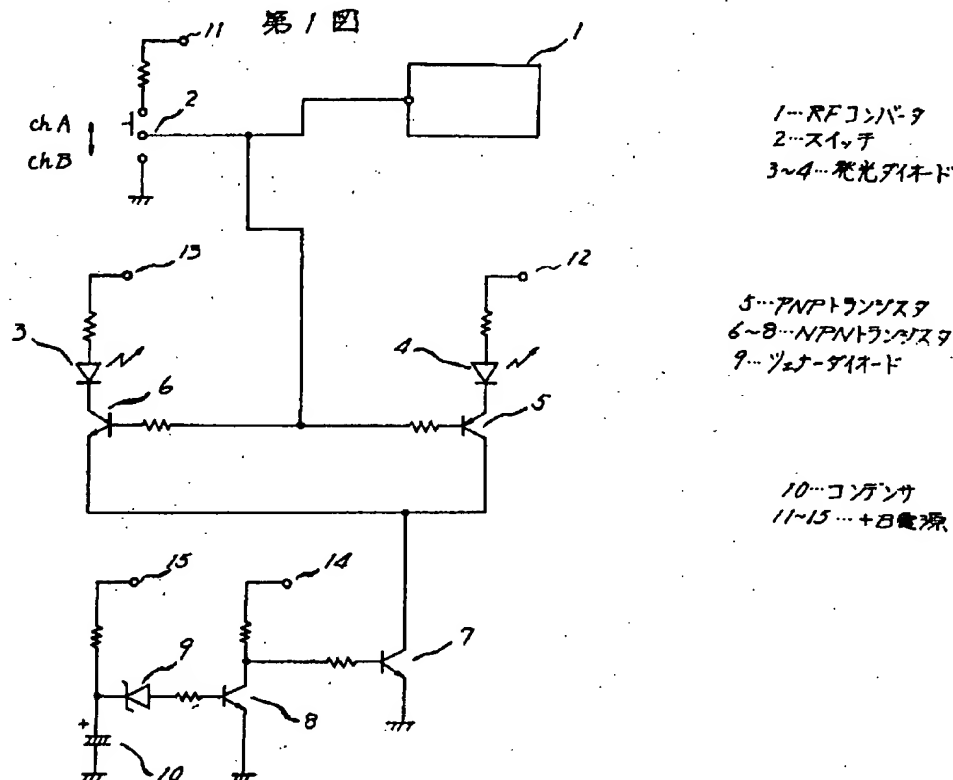 第1図
11
1
2
chA
chB
1…RFコンバータ
2…スイッチ
3~4…発光ダイオード
13
12
3
4
6
5
5…PNPトランジスタ
6~8…NPNトランジスタ
9…ツェナーダイオード
10…コンデンサ
11~15…+B電源
15
14
9
7
8
+
10